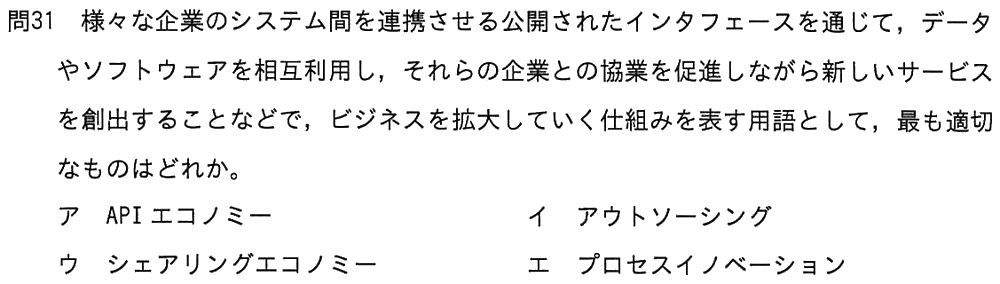 問31 様々な企業のシステム間を連携させる公開されたインタフェースを通じて，データ
やソフトウェアを相互利用し，それらの企業との協業を促進しながら新しいサービス
を創出することなどで，ビジネスを拡大していく仕組みを表す用語として，最も適切
なものはどれか。
ア API エコノミー イ アウトソーシング
ウ シェアリングエコノミー エ プロセスイノベーション